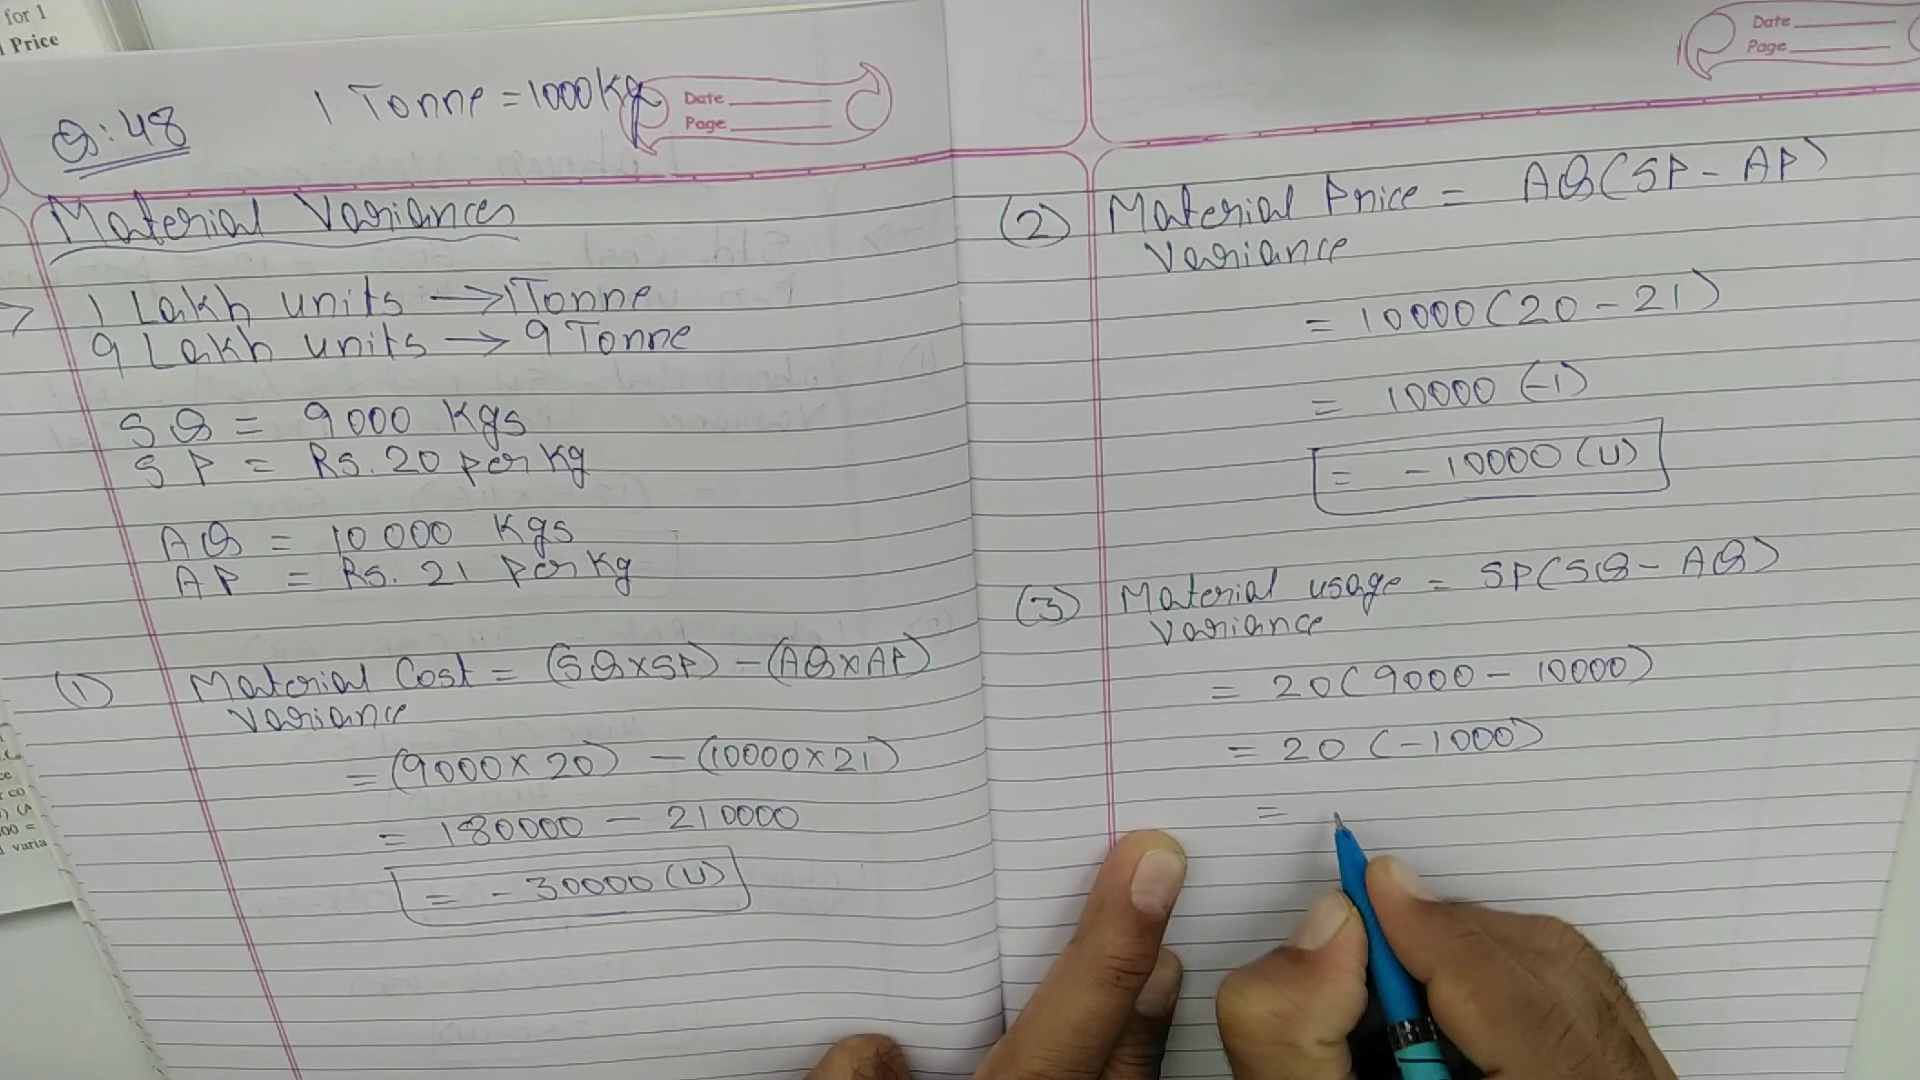 for 1
Price
Q:48
1 Tonne = 1000 Kg
Date
Page
Material Variances
1 Lakh units → 1 Tonne
9 Lakh units → 9 Tonne
SQ = 9000 Kgs
SP = Rs. 20 per Kg
AQ = 10000 Kgs
AP = Rs. 21 per Kg
(1) Material Cost = (SQ×SP) - (AQ×AP)
Variance
= (9000 × 20) - (10000 × 21)
= 180000 - 210000
= -30000 (U)
Date
Page
(2) Material Price = AQ(SP - AP)
Variance
= 10000 (20 - 21)
= 10000 (-1)
= -10000 (U)
(3) Material usage = SP(SQ - AQ)
Variance
= 20 (9000 - 10000)
= 20 (-1000)
=
varia